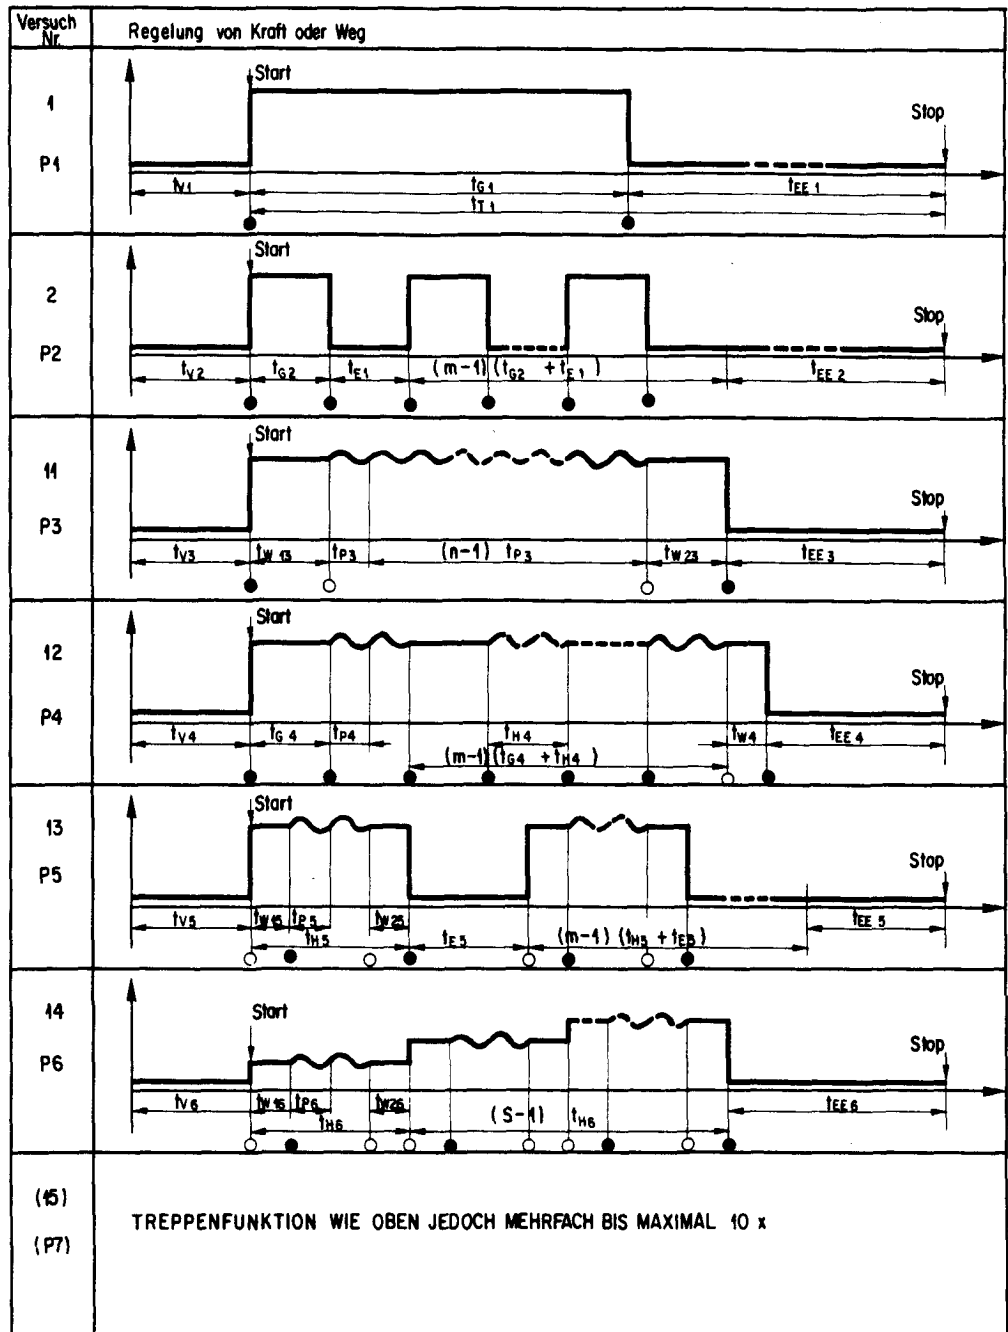 Versuch Nr.
Regelung von Kraft oder Weg
1
P1
Start
Stop
tV1
tG1
tEE1
tT1
2
P2
Start
Stop
tV2
tG2
tE1
(m-1) (tG2 + tE1)
tEE2
11
P3
Start
Stop
tV3
tW13
tP3
(n-1) tP3
tW23
tEE3
12
P4
Start
Stop
tV4
tG4
tP4
tH4
tW4
tEE4
(m-1)(tG4 + tH4)
13
P5
Start
Stop
tV5
tW15
tP5
tW25
tEE5
tH5
tE5
(m-1) (tH5 + tE5)
14
P6
Start
Stop
tV6
tW16
tP6
tW26
tEE6
tH6
(S-1) tH6
(15)
(P7)
TREPPENFUNKTION WIE OBEN JEDOCH MEHRFACH BIS MAXIMAL 10 x